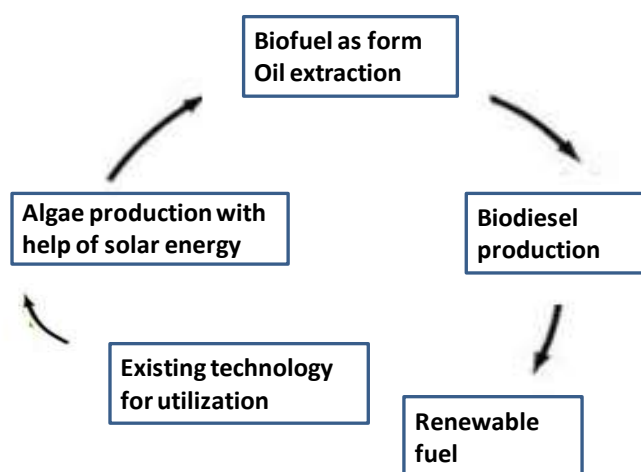 Biofuel as form
Oil extraction
Algae production with
help of solar energy
Biodiesel
production
Existing technology
for utilization
Renewable
fuel